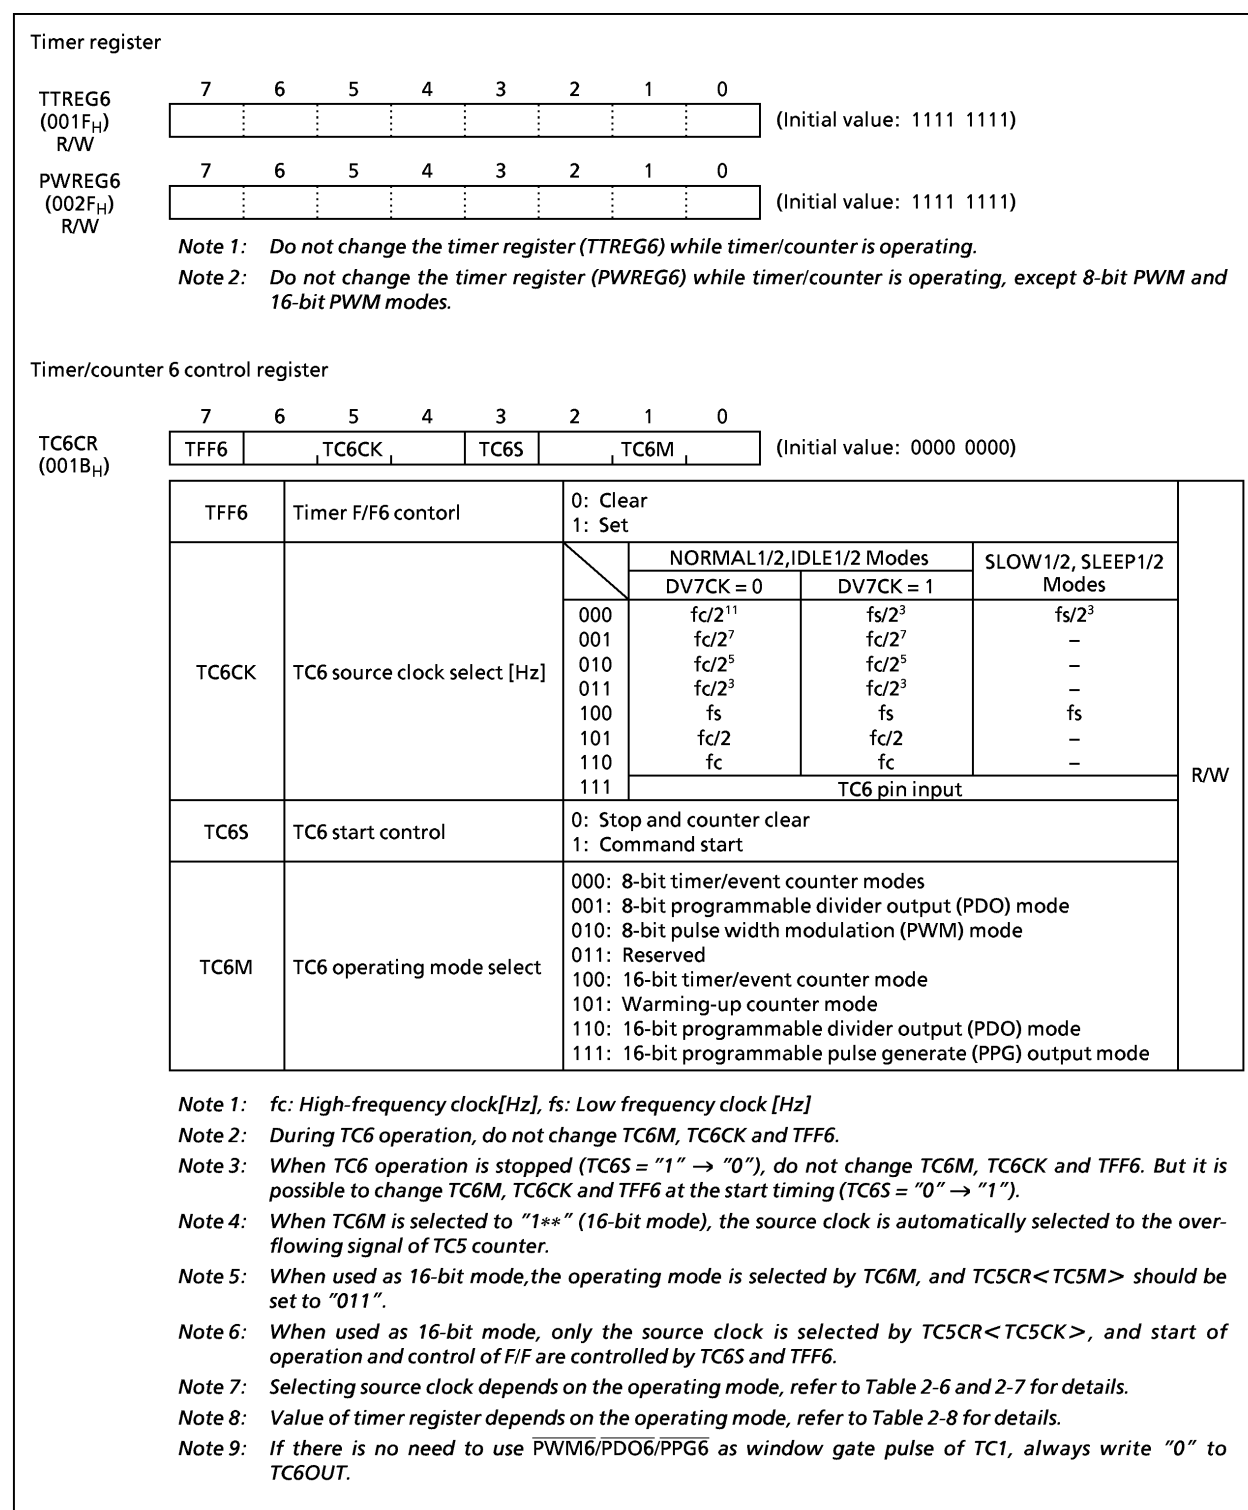 Timer register
7 6 5 4 3 2 1 0
TTREG6
(001FH)
R/W
(Initial value: 1111 1111)
7 6 5 4 3 2 1 0
PWREG6
(002FH)
R/W
(Initial value: 1111 1111)
Note 1: Do not change the timer register (TTREG6) while timer/counter is operating.
Note 2: Do not change the timer register (PWREG6) while timer/counter is operating, except 8-bit PWM and
16-bit PWM modes.
Timer/counter 6 control register
7 6 5 4 3 2 1 0
TC6CR
(001BH)
TFF6 TC6CK TC6S TC6M (Initial value: 0000 0000)
TFF6 Timer F/F6 contorl
0: Clear
1: Set
R/W
TC6CK TC6 source clock select [Hz]
NORMAL1/2,IDLE1/2 Modes
SLOW1/2, SLEEP1/2
Modes
DV7CK = 0 DV7CK = 1
000 fc/2¹¹ fs/2³ fs/2³
001 fc/2⁷ fc/2⁷ –
010 fc/2⁵ fc/2⁵ –
011 fc/2³ fc/2³ –
100 fs fs fs
101 fc/2 fc/2 –
110 fc fc –
111 TC6 pin input
TC6S TC6 start control
0: Stop and counter clear
1: Command start
TC6M TC6 operating mode select
000: 8-bit timer/event counter modes
001: 8-bit programmable divider output (PDO) mode
010: 8-bit pulse width modulation (PWM) mode
011: Reserved
100: 16-bit timer/event counter mode
101: Warming-up counter mode
110: 16-bit programmable divider output (PDO) mode
111: 16-bit programmable pulse generate (PPG) output mode
Note 1: fc: High-frequency clock[Hz], fs: Low frequency clock [Hz]
Note 2: During TC6 operation, do not change TC6M, TC6CK and TFF6.
Note 3: When TC6 operation is stopped (TC6S = "1" → "0"), do not change TC6M, TC6CK and TFF6. But it is
possible to change TC6M, TC6CK and TFF6 at the start timing (TC6S = "0" → "1").
Note 4: When TC6M is selected to "1**" (16-bit mode), the source clock is automatically selected to the over-
flowing signal of TC5 counter.
Note 5: When used as 16-bit mode,the operating mode is selected by TC6M, and TC5CR<TC5M> should be
set to "011".
Note 6: When used as 16-bit mode, only the source clock is selected by TC5CR<TC5CK>, and start of
operation and control of F/F are controlled by TC6S and TFF6.
Note 7: Selecting source clock depends on the operating mode, refer to Table 2-6 and 2-7 for details.
Note 8: Value of timer register depends on the operating mode, refer to Table 2-8 for details.
Note 9: If there is no need to use PWM6/PDO6/PPG6 as window gate pulse of TC1, always write "0" to
TC6OUT.